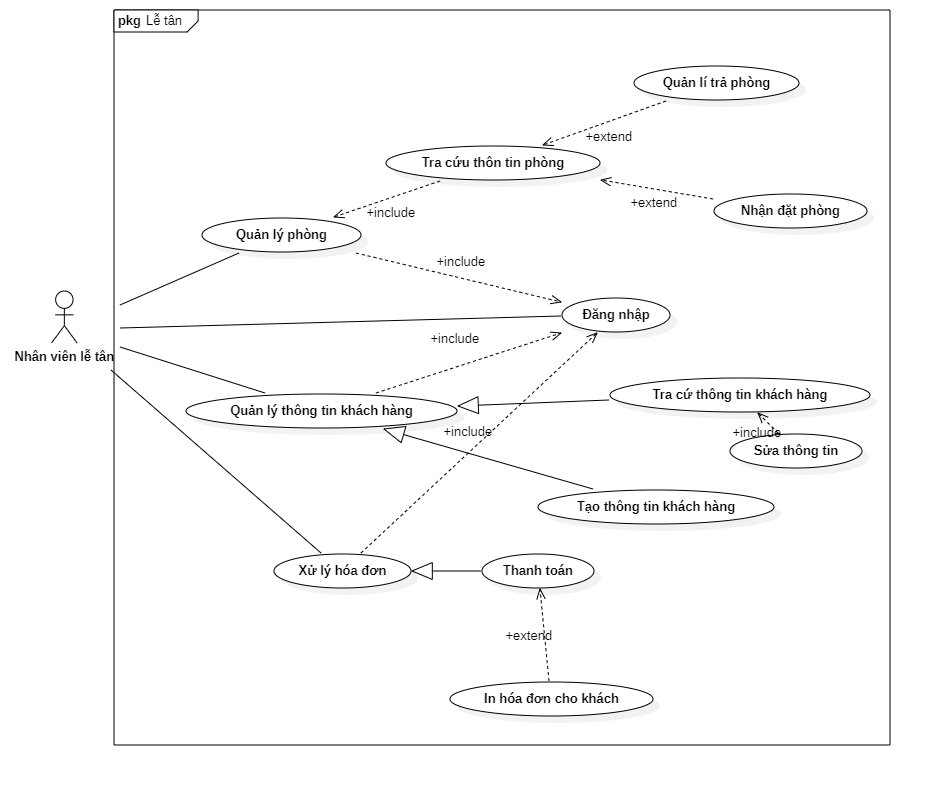 pkg Lễ tân
Quản lí trả phòng
+extend
Tra cứu thôn tin phòng
+extend
Nhận đặt phòng
+include
Quản lý phòng
+include
Đăng nhập
Nhân viên lễ tân
+include
Tra cứ thông tin khách hàng
Quản lý thông tin khách hàng
+include
+include
Sửa thông tin
Tạo thông tin khách hàng
Xử lý hóa đơn
Thanh toán
+extend
In hóa đơn cho khách